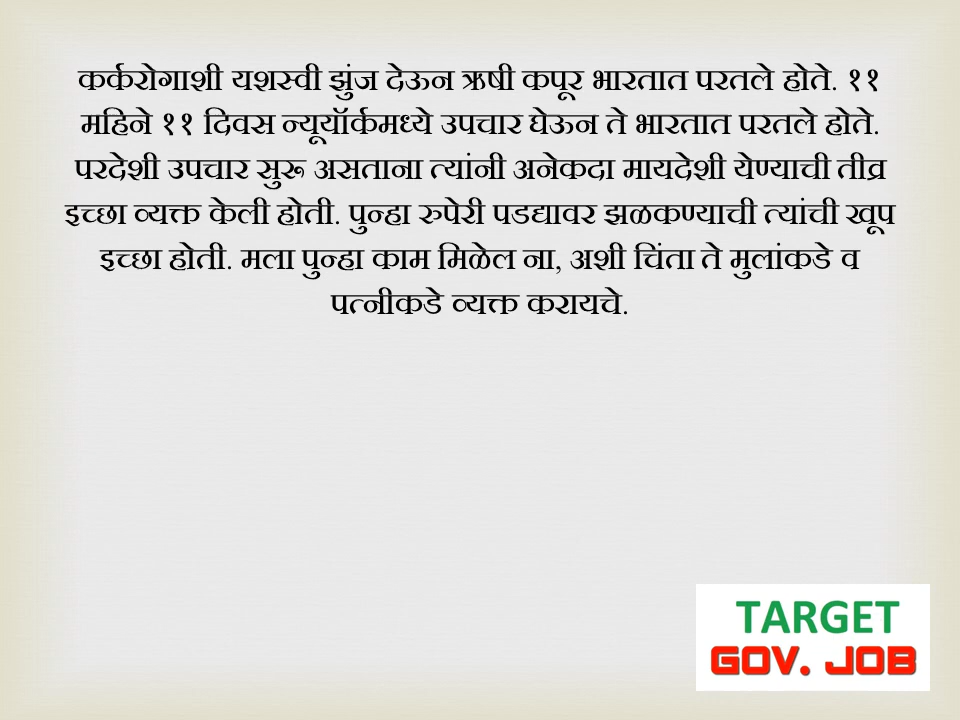 कर्करोगाशी यशस्वी झुंज देऊन ऋषी कपूर भारतात परतले होते. ११
महिने ११ दिवस न्यूयॉर्कमध्ये उपचार घेऊन ते भारतात परतले होते.
परदेशी उपचार सुरू असताना त्यांनी अनेकदा मायदेशी येण्याची तीव्र
इच्छा व्यक्त केली होती. पुन्हा रुपेरी पडद्यावर झळकण्याची त्यांची खूप
इच्छा होती. मला पुन्हा काम मिळेल ना, अशी चिंता ते मुलांकडे व
पत्नीकडे व्यक्त करायचे.
TARGET
GOV. JOB